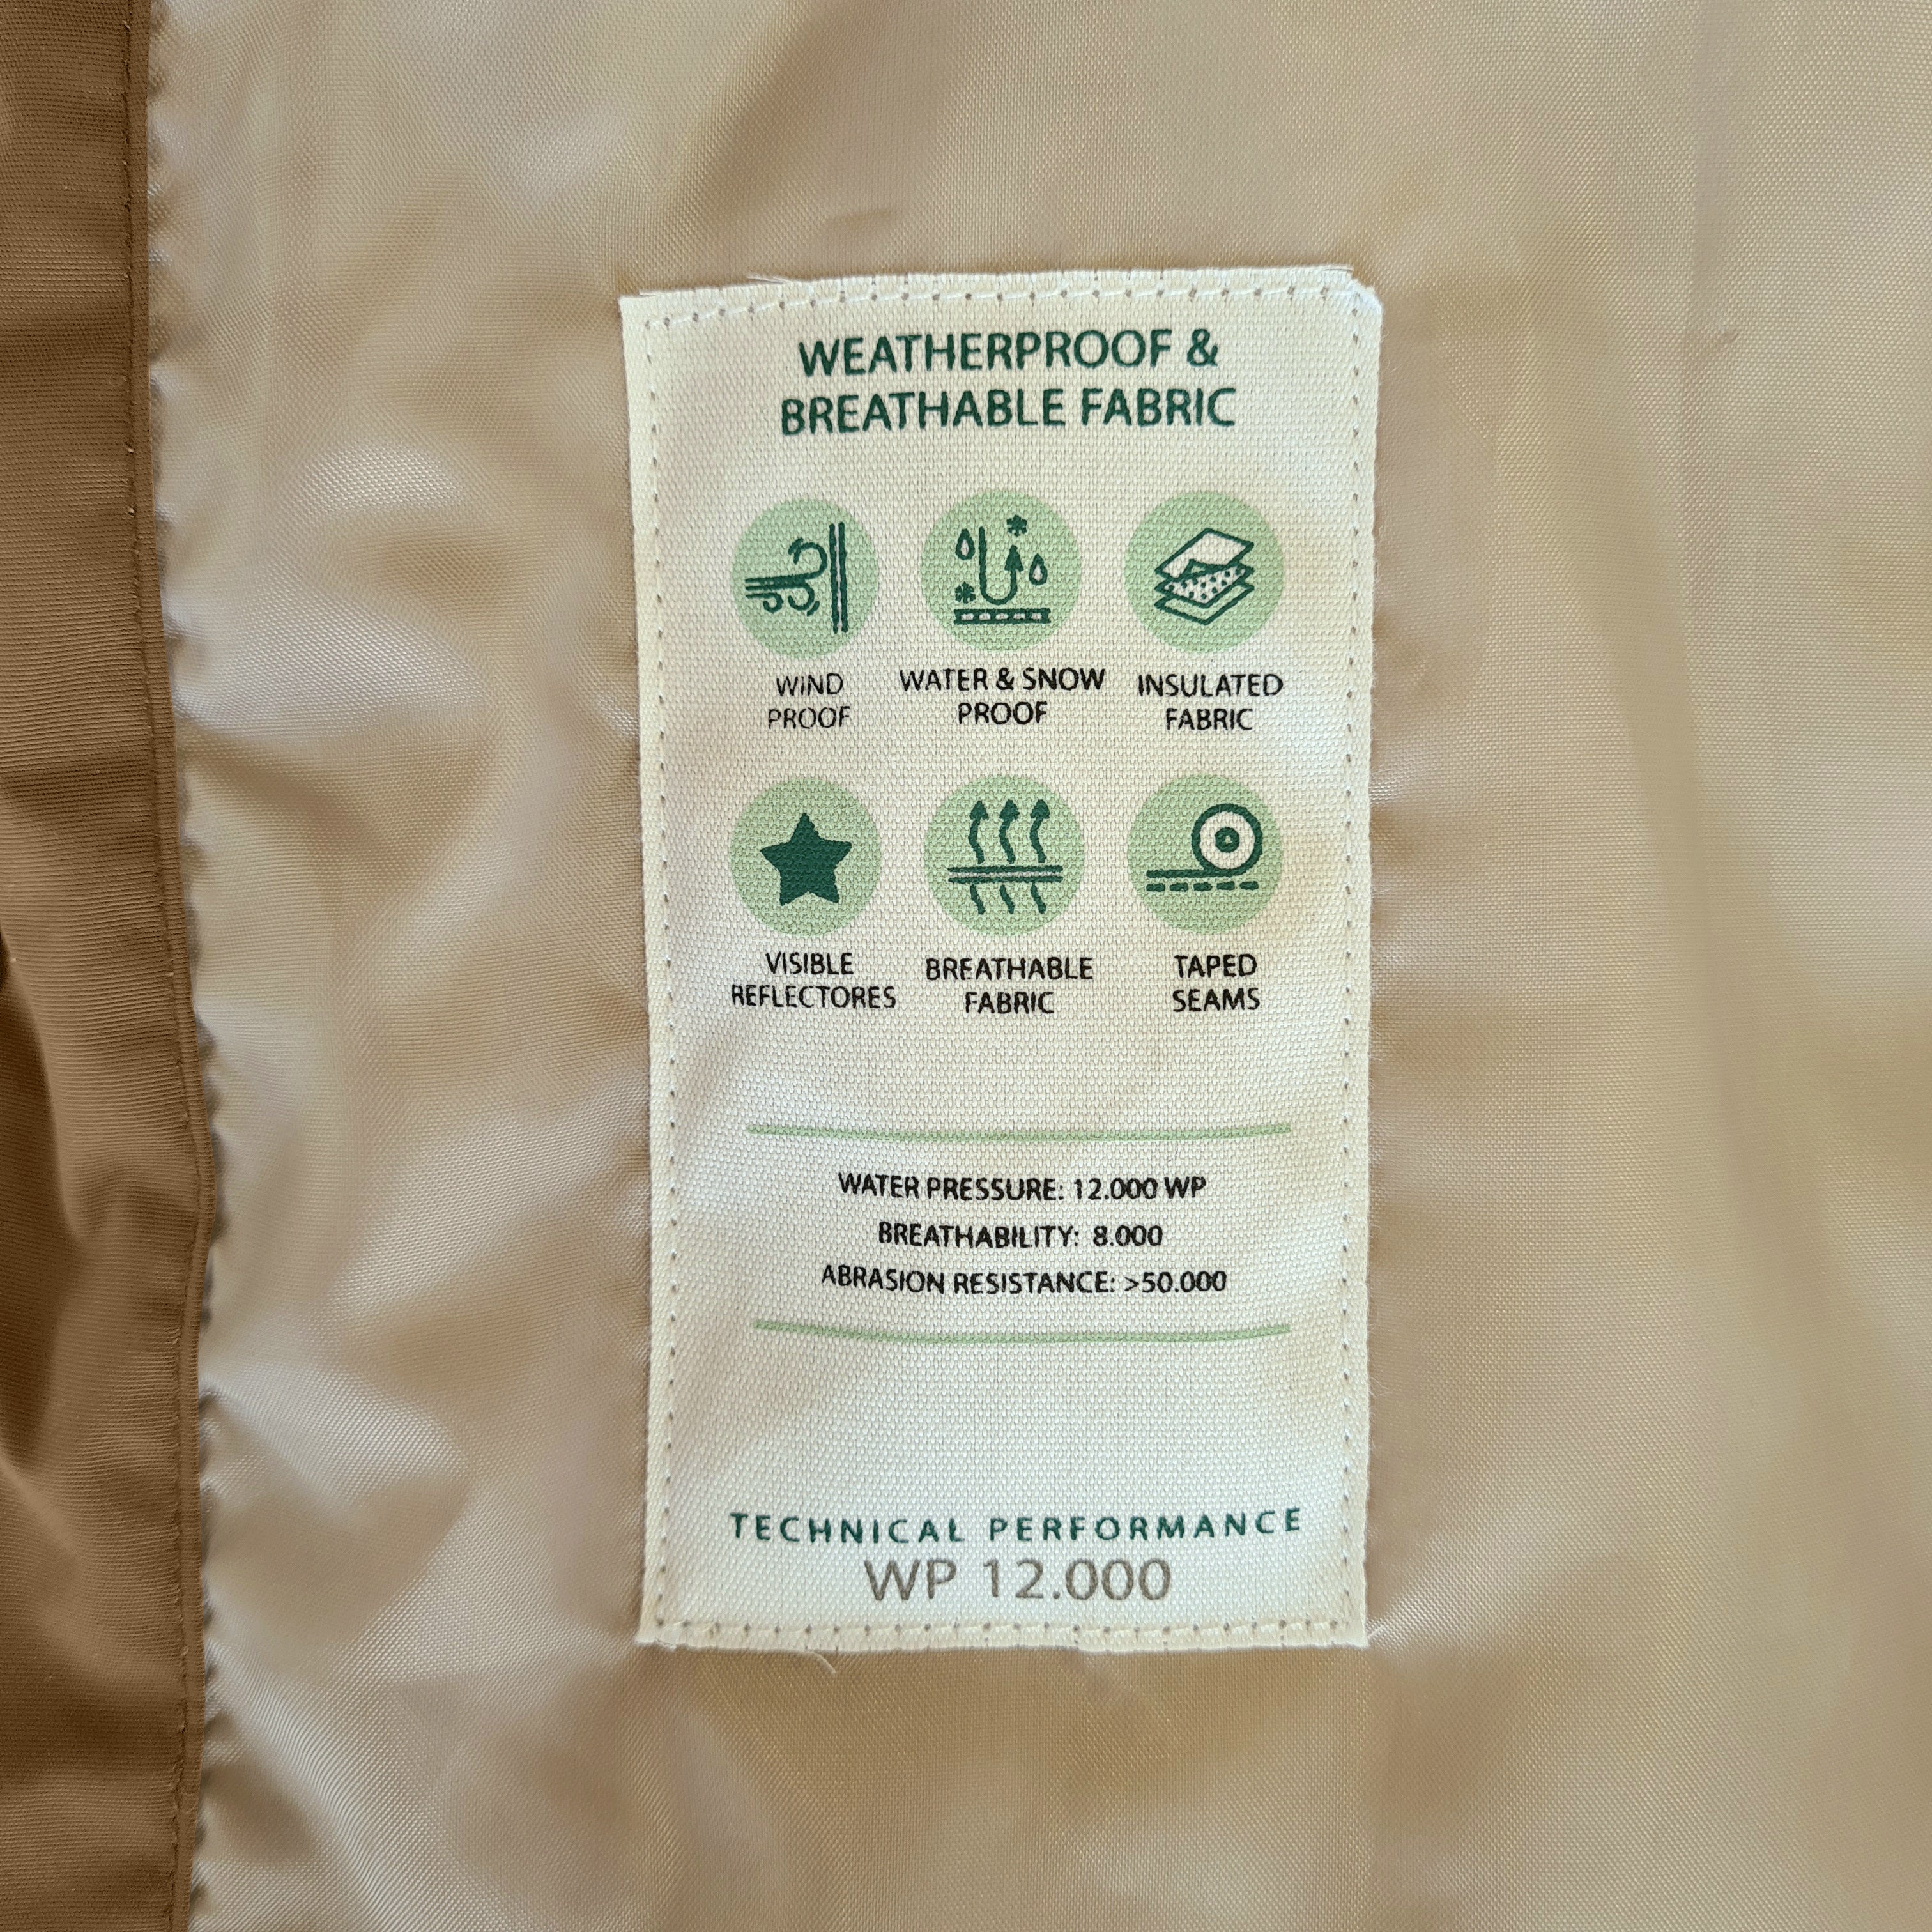 WEATHERPROOF &
BREATHABLE FABRIC
WIND
PROOF
WATER & SNOW
PROOF
INSULATED
FABRIC
VISIBLE
REFLECTORES
BREATHABLE
FABRIC
TAPED
SEAMS
WATER PRESSURE: 12.000 WP
BREATHABILITY: 8.000
ABRASION RESISTANCE: >50.000
TECHNICAL PERFORMANCE
WP 12.000